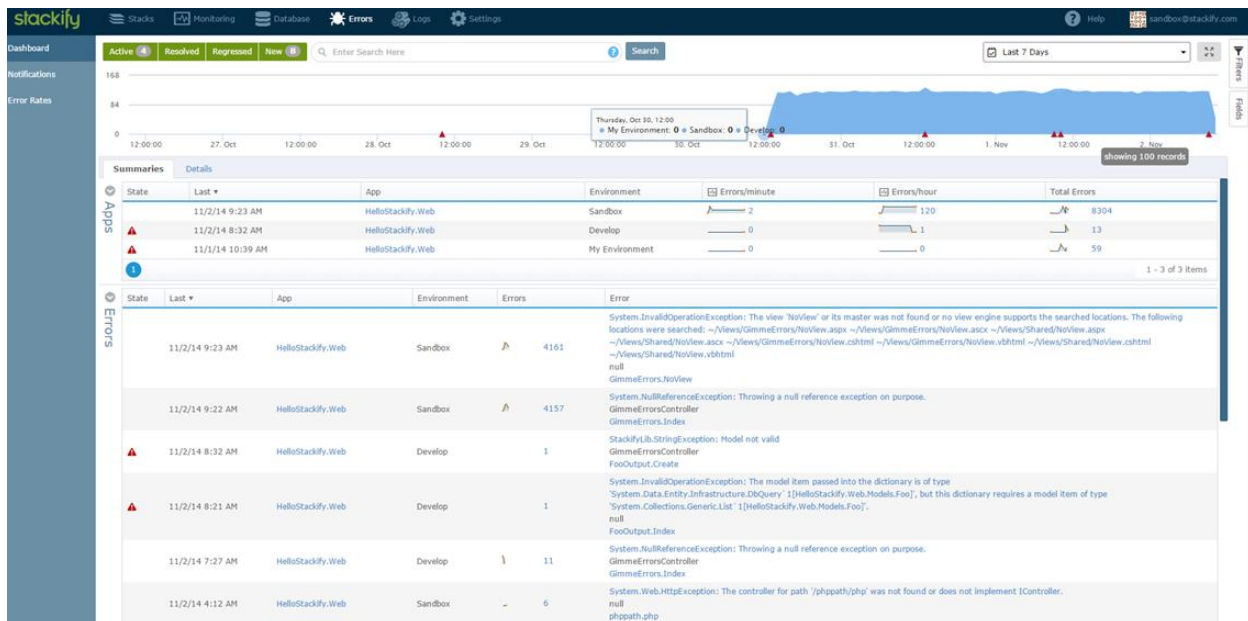 stackify Stacks Monitoring Database Errors Logs Settings Help sandbox@stackify.com
Dashboard
Notifications
Error Rates
Active 4 Resolved Regressed New 8 Enter Search Here ? Search Last 7 Days
Filters
Fields
168
84
0
Thursday, Oct 30, 12:00
My Environment: 0 Sandbox: 0 Develop: 0
12:00:00 27. Oct 12:00:00 28. Oct 12:00:00 29. Oct 12:00:00 30. Oct 12:00:00 31. Oct 12:00:00 1. Nov 12:00:00 2. Nov
showing 100 records
Summaries Details
Apps
State Last App Environment Errors/minute Errors/hour Total Errors
11/2/14 9:23 AM HelloStackify.Web Sandbox 2 120 8304
11/2/14 8:32 AM HelloStackify.Web Develop 0 1 13
11/1/14 10:39 AM HelloStackify.Web My Environment 0 0 59
1 1 - 3 of 3 items
Errors
State Last App Environment Errors Error
System.InvalidOperationException: The view 'NoView' or its master was not found or no view engine supports the searched locations. The following
locations were searched: ~/Views/GimmeErrors/NoView.aspx ~/Views/GimmeErrors/NoView.ascx ~/Views/Shared/NoView.aspx
11/2/14 9:23 AM HelloStackify.Web Sandbox 4161 ~/Views/Shared/NoView.ascx ~/Views/GimmeErrors/NoView.cshtml ~/Views/GimmeErrors/NoView.vbhtml ~/Views/Shared/NoView.cshtml
~/Views/Shared/NoView.vbhtml
null
GimmeErrors.NoView
System.NullReferenceException: Throwing a null reference exception on purpose.
11/2/14 9:22 AM HelloStackify.Web Sandbox 4157 GimmeErrorsController
GimmeErrors.Index
StackifyLib.StringException: Model not valid
11/2/14 8:32 AM HelloStackify.Web Develop 1 GimmeErrorsController
FooOutput.Create
System.InvalidOperationException: The model item passed into the dictionary is of type
'System.Data.Entity.Infrastructure.DbQuery`1[HelloStackify.Web.Models.Foo]', but this dictionary requires a model item of type
11/2/14 8:21 AM HelloStackify.Web Develop 1 'System.Collections.Generic.List`1[HelloStackify.Web.Models.Foo]'.
null
FooOutput.Index
System.NullReferenceException: Throwing a null reference exception on purpose.
11/2/14 7:27 AM HelloStackify.Web Develop 11 GimmeErrorsController
GimmeErrors.Index
System.Web.HttpException: The controller for path '/phppath/php' was not found or does not implement IController.
11/2/14 4:12 AM HelloStackify.Web Sandbox 6 null
phppath.php